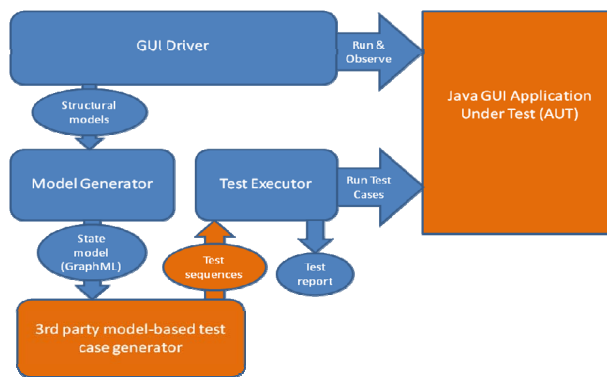 GUI Driver
Run &
Observe
Java GUI Application
Under Test (AUT)
Structural
models
Model Generator
Test Executor
Run Test
Cases
State
model
(GraphML)
Test
sequences
Test
report
3rd party model-based test
case generator